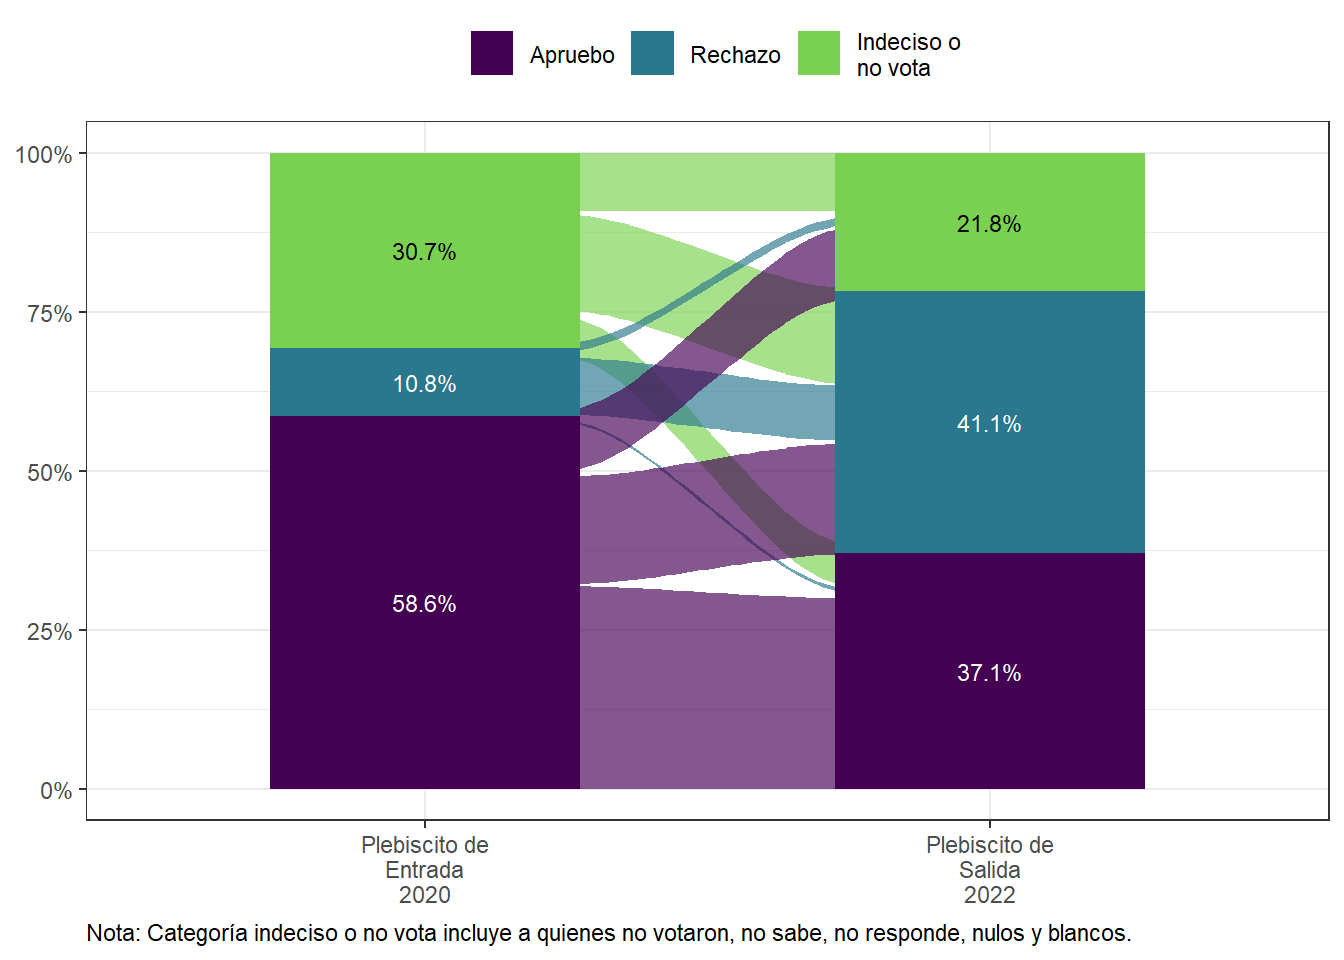 Apruebo
Rechazo
Indeciso o
no vota
100%
75%
50%
25%
0%
30.7%
10.8%
58.6%
21.8%
41.1%
37.1%
Plebiscito de
Entrada
2020
Plebiscito de
Salida
2022
Nota: Categoría indeciso o no vota incluye a quienes no votaron, no sabe, no responde, nulos y blancos.